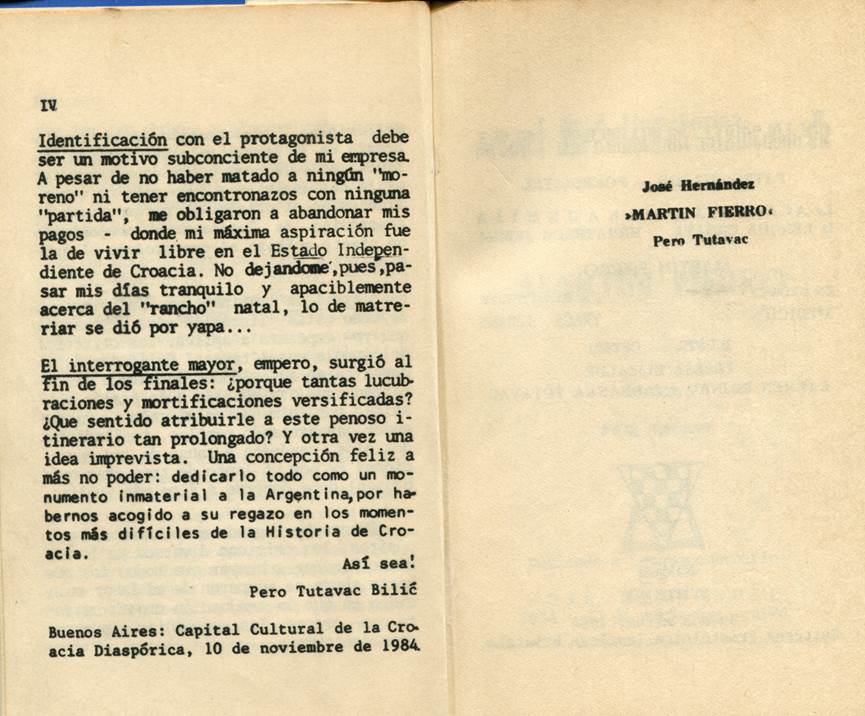 IV
Identificación con el protagonista debe
ser un motivo subconciente de mi empresa.
A pesar de no haber matado a ningún "mo-
reno" ni tener encontronazos con ninguna
"partida", me obligaron a abandonar mis
pagos - donde mi máxima aspiración fue
la de vivir libre en el Estado Indepen-
diente de Croacia. No dejandome, pues, pa-
sar mis días tranquilo y apaciblemente
acerca del "rancho" natal, lo de matre-
riar se dió por yapa...
El interrogante mayor, empero, surgió al
fin de los finales: ¿porque tantas lucub-
raciones y mortificaciones versificadas?
¿Que sentido atribuirle a este penoso i-
tinerario tan prolongado? Y otra vez una
idea imprevista. Una concepción feliz a
más no poder: dedicarlo todo como un mo-
numento inmaterial a la Argentina, por ha-
bernos acogido a su regazo en los momen-
tos más difíciles de la Historia de Cro-
acia.
Así sea!
Pero Tutavac Bilić
Buenos Aires: Capital Cultural de la Cro-
acia Diaspórica, 10 de noviembre de 1984.
José Hernández
»MARTIN FIERRO«
Pero Tutavac